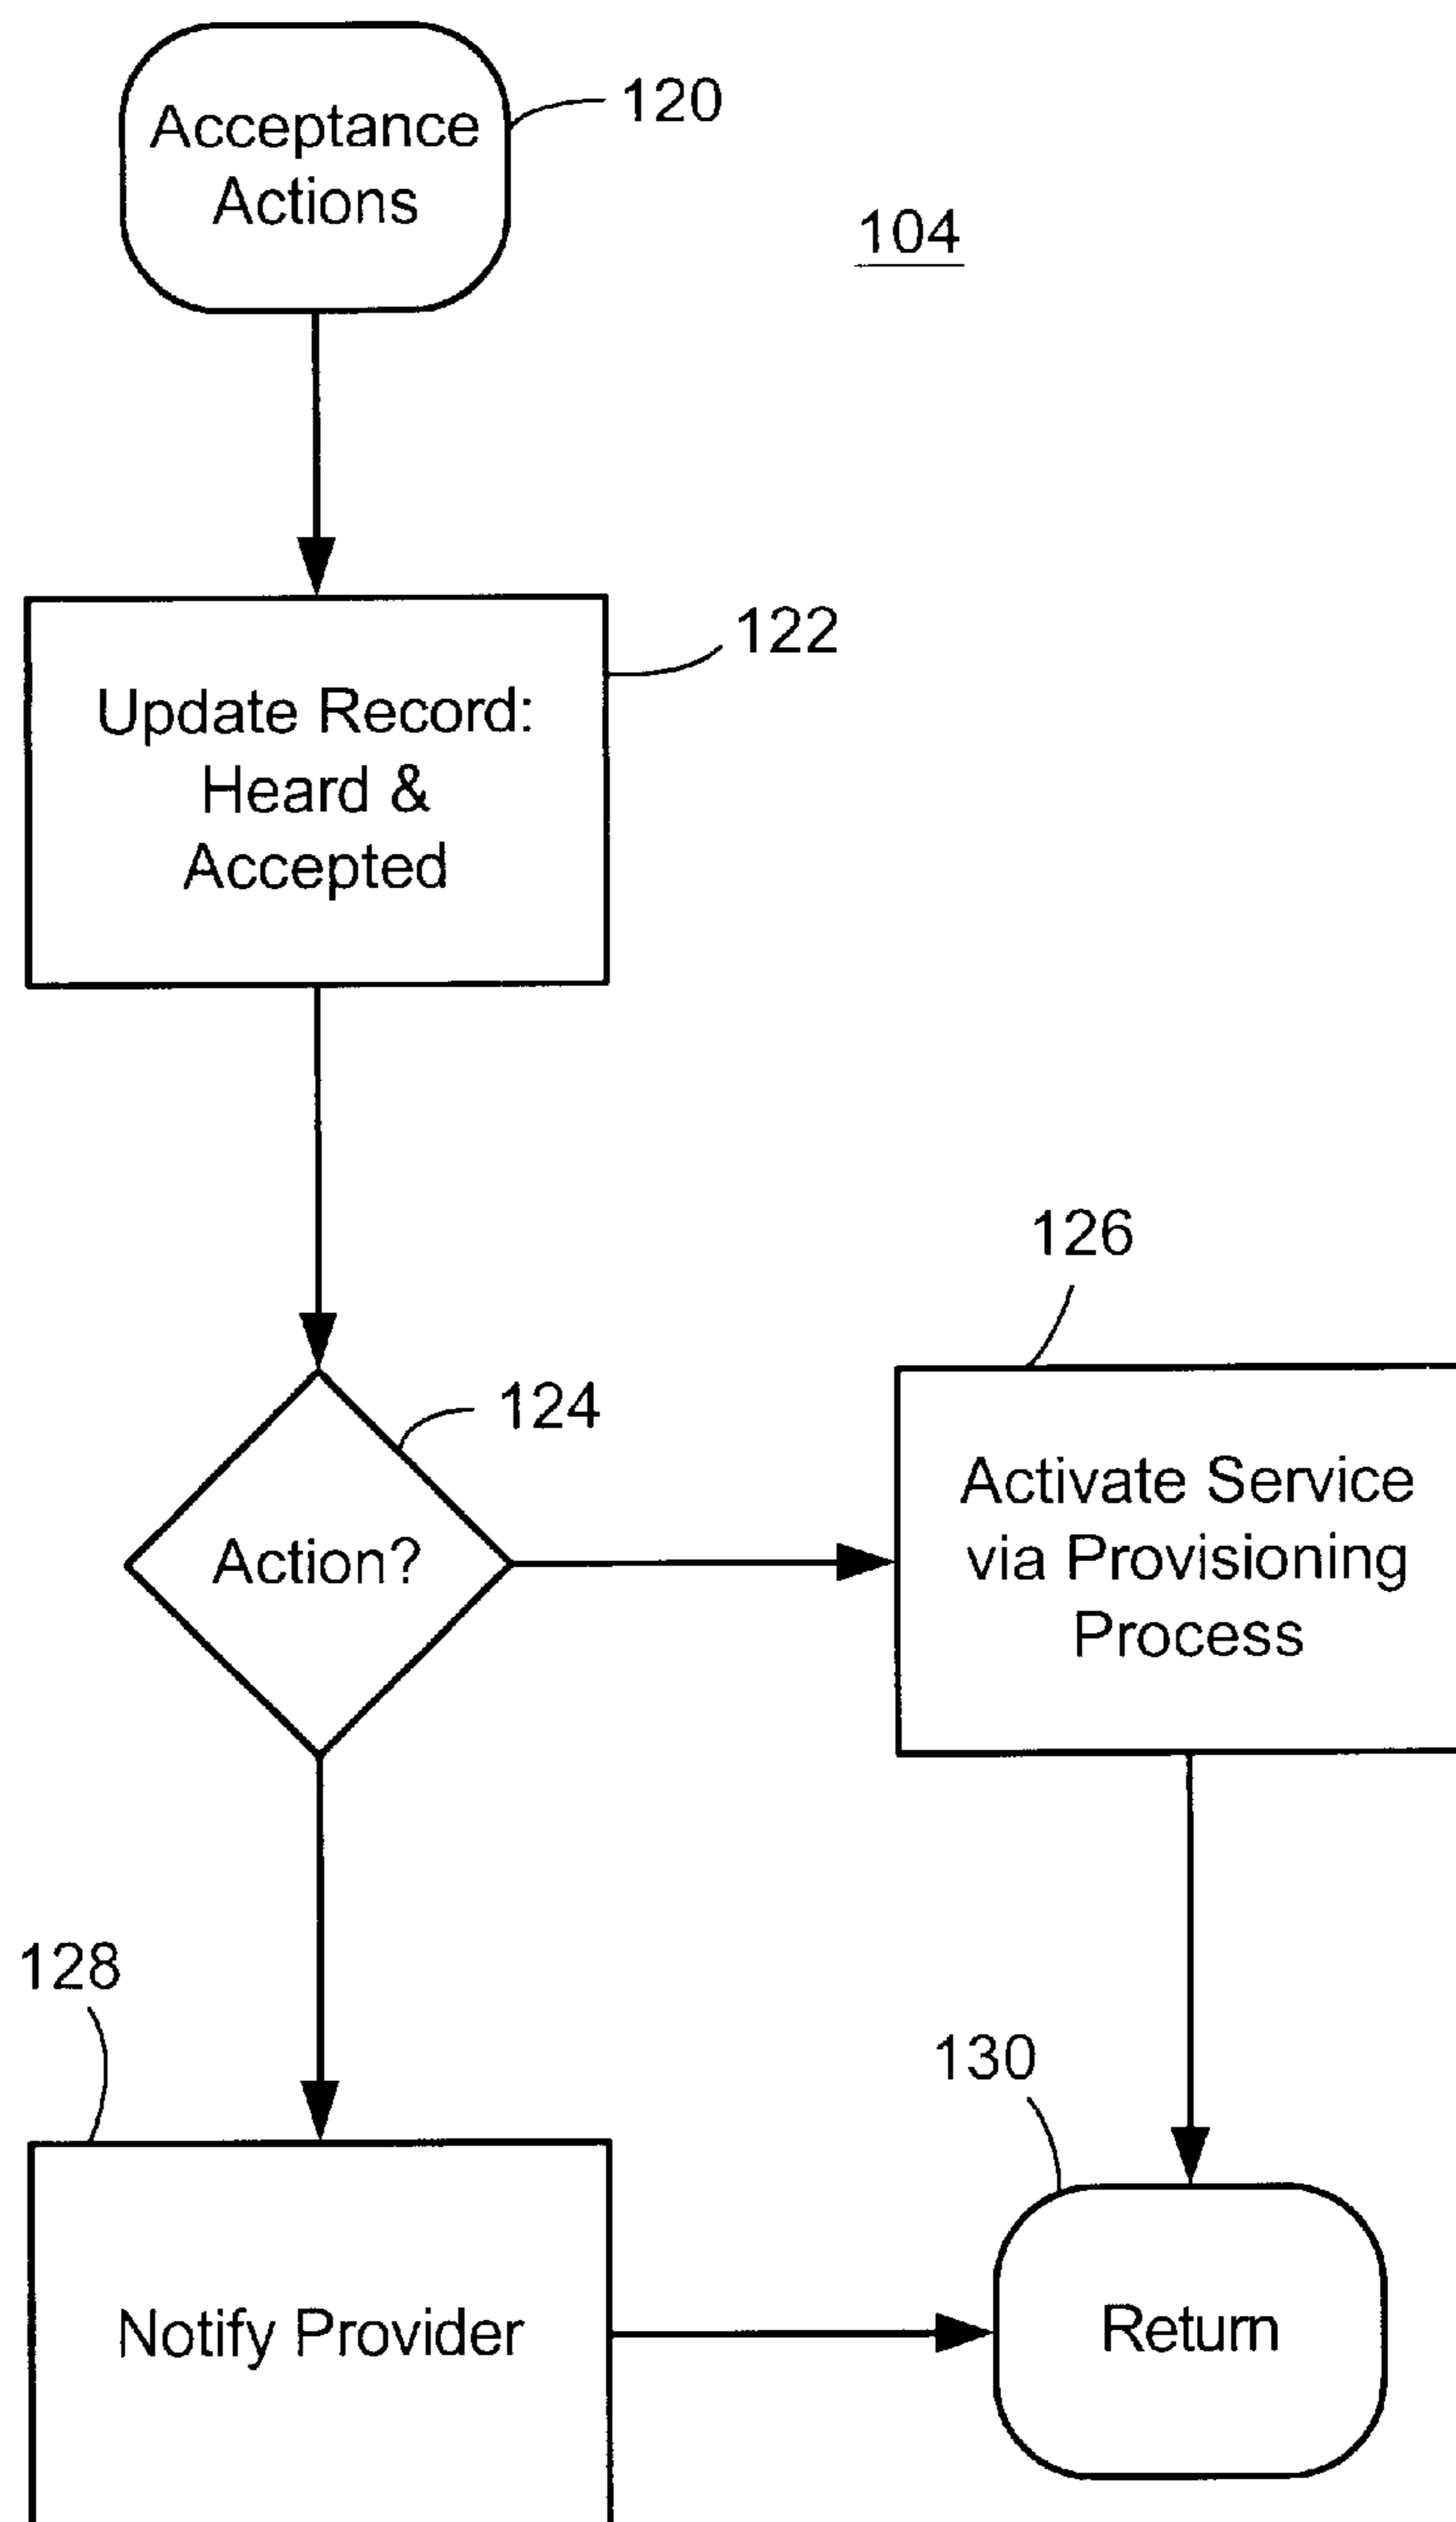 Acceptance
Actions
120
104
Update Record:
Heard &
Accepted
122
124
Action?
126
Activate Service
via Provisioning
Process
128
Notify Provider
130
Return